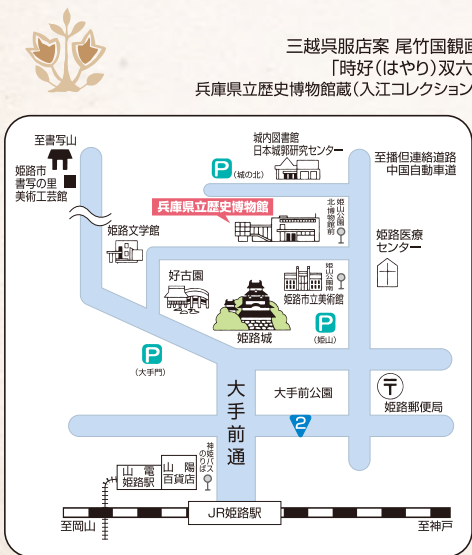 三越呉服店案 尾竹国観画
「時好(はやり)双六
兵庫県立歴史博物館蔵(入江コレクション
至書写山
姫路市
書写の里
美術工芸館
城内図書館
日本城郭研究センター
P
(城の北)
至播但連絡道路
中国自動車道
兵庫県立歴史博物館
姫山公園
北・博物館前
姫路文学館
姫路医療
センター
好古園
姫路城
姫路市立美術館
姫山公園南
P
(姫山)
P
(大手門)
大手前通
大手前公園
2
〒
姫路郵便局
山電
姫路駅
山陽
百貨店
神姫バス
のりば
JR姫路駅
至岡山
至神戸